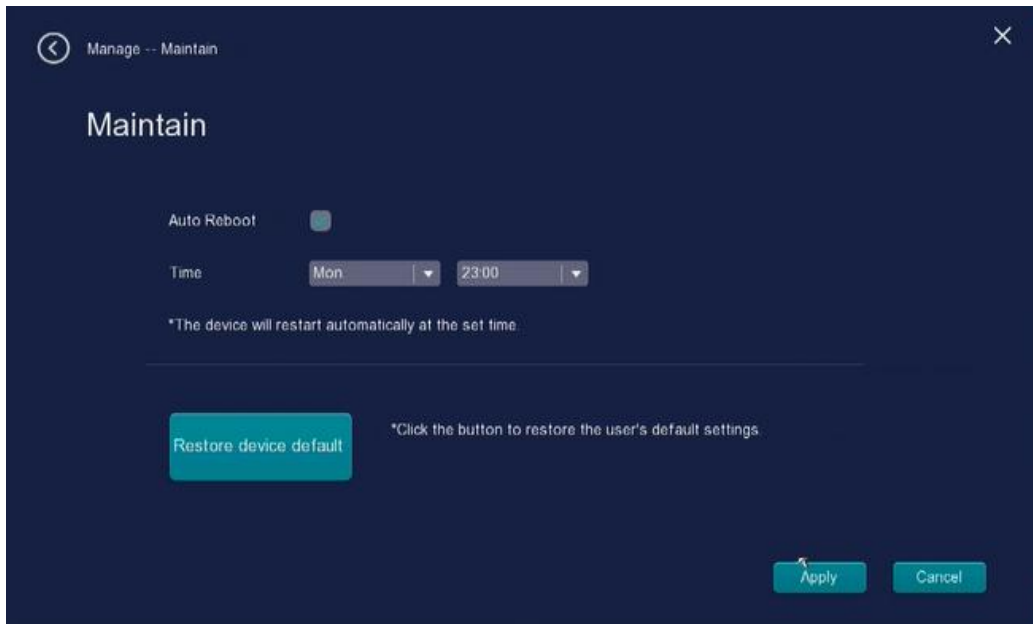 Manage -- Maintain
Maintain
Auto Reboot
Time Mon. 23:00
*The device will restart automatically at the set time.
Restore device default
*Click the button to restore the user's default settings.
Apply Cancel